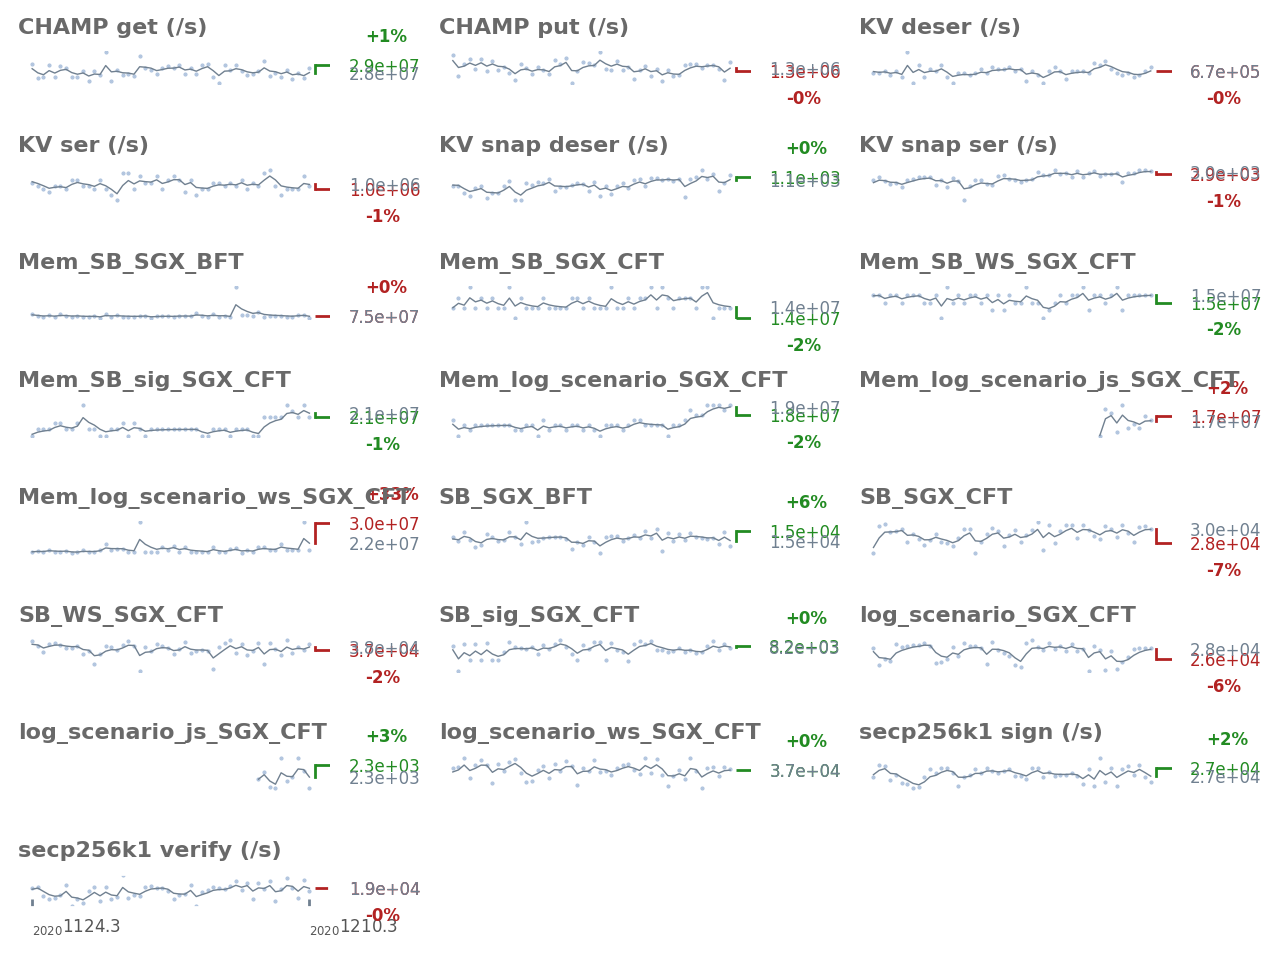 CHAMP get (/s)
+1%
2.9e+07
2.8e+07
CHAMP put (/s)
1.3e+06
1.3e+06
-0%
KV deser (/s)
6.7e+05
-0%
KV ser (/s)
1.0e+06
1.0e+06
-1%
KV snap deser (/s)
+0%
1.1e+03
1.1e+03
KV snap ser (/s)
2.9e+03
-1%
Mem_SB_SGX_BFT
+0%
7.5e+07
Mem_SB_SGX_CFT
1.4e+07
1.4e+07
-2%
Mem_SB_WS_SGX_CFT
1.5e+07
1.5e+07
-2%
Mem_SB_sig_SGX_CFT
2.1e+07
2.1e+07
-1%
Mem_log_scenario_SGX_CFT
1.9e+07
1.8e+07
-2%
Mem_log_scenario_js_SGX_CFT
+2%
1.7e+07
1.7e+07
Mem_log_scenario_ws_SGX_CFT
+33%
3.0e+07
2.2e+07
SB_SGX_BFT
+6%
1.5e+04
1.5e+04
SB_SGX_CFT
3.0e+04
2.8e+04
-7%
SB_WS_SGX_CFT
3.8e+04
3.7e+04
-2%
SB_sig_SGX_CFT
+0%
8.2e+03
8.2e+03
log_scenario_SGX_CFT
2.8e+04
2.6e+04
-6%
log_scenario_js_SGX_CFT
+3%
2.3e+03
2.3e+03
log_scenario_ws_SGX_CFT
+0%
3.7e+04
secp256k1 sign (/s)
+2%
2.7e+04
2.7e+04
secp256k1 verify (/s)
1.9e+04
-0%
2020 1124.3
2020 1210.3